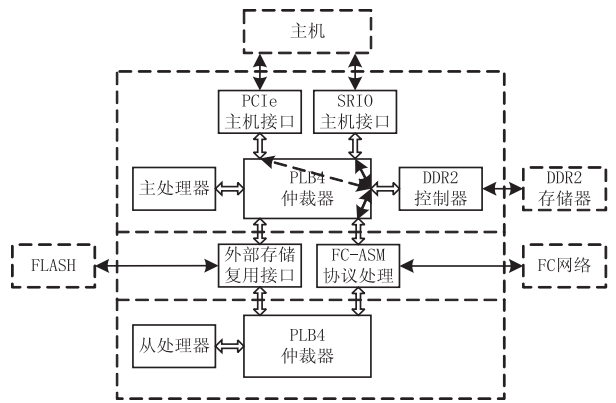 主机
PCIe
主机接口
SRIO
主机接口
主处理器
PLB4
仲裁器
DDR2
控制器
DDR2
存储器
FLASH
外部存储
复用接口
FC-ASM
协议处理
FC网络
从处理器
PLB4
仲裁器